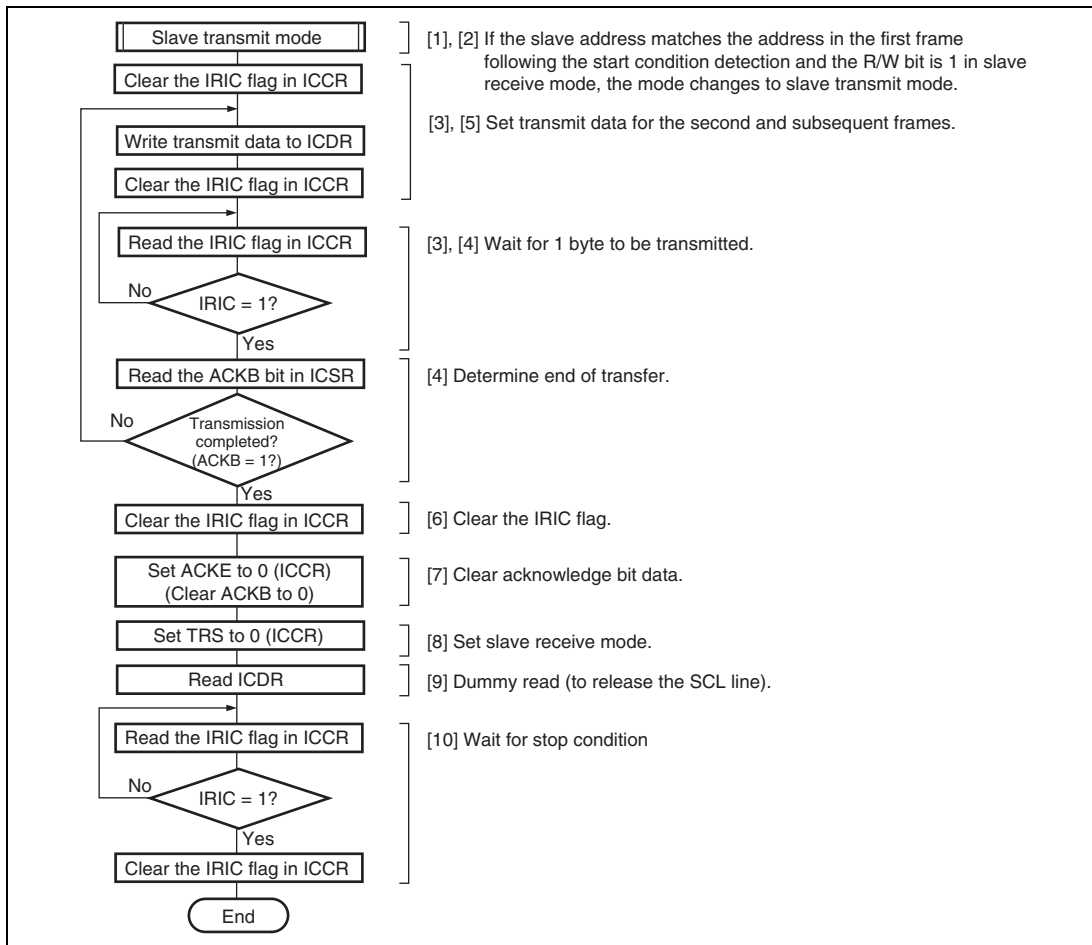 Slave transmit mode
[1], [2] If the slave address matches the address in the first frame
following the start condition detection and the R/W bit is 1 in slave
receive mode, the mode changes to slave transmit mode.
Clear the IRIC flag in ICCR
[3], [5] Set transmit data for the second and subsequent frames.
Write transmit data to ICDR
Clear the IRIC flag in ICCR
Read the IRIC flag in ICCR
[3], [4] Wait for 1 byte to be transmitted.
No
IRIC = 1?
Yes
Read the ACKB bit in ICSR
[4] Determine end of transfer.
No
Transmission
completed?
(ACKB = 1?)
Yes
Clear the IRIC flag in ICCR
[6] Clear the IRIC flag.
Set ACKE to 0 (ICCR)
(Clear ACKB to 0)
[7] Clear acknowledge bit data.
Set TRS to 0 (ICCR)
[8] Set slave receive mode.
Read ICDR
[9] Dummy read (to release the SCL line).
Read the IRIC flag in ICCR
[10] Wait for stop condition
No
IRIC = 1?
Yes
Clear the IRIC flag in ICCR
End